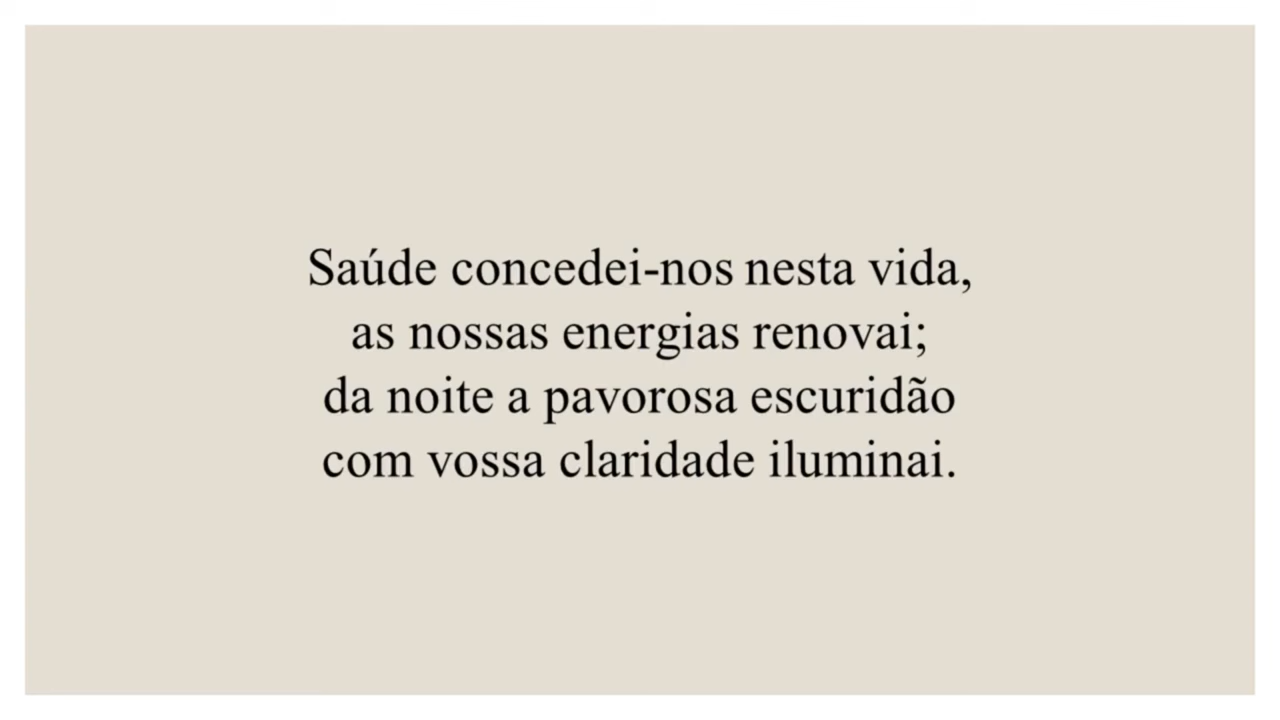 Saúde concedei-nos nesta vida,
as nossas energias renovai;
da noite a pavorosa escuridão
com vossa claridade iluminai.